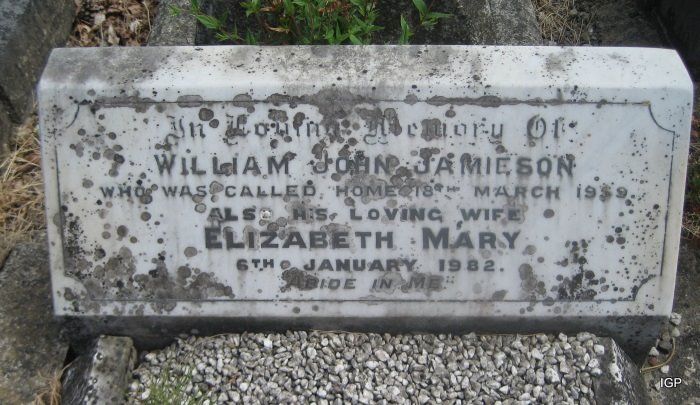 In Loving Memory Of
WILLIAM JOHN JAMIESON
WHO WAS CALLED HOME 18TH MARCH 1939
ALSO HIS LOVING WIFE
ELIZABETH MARY
6TH JANUARY 1982.
ABIDE IN ME
IGP